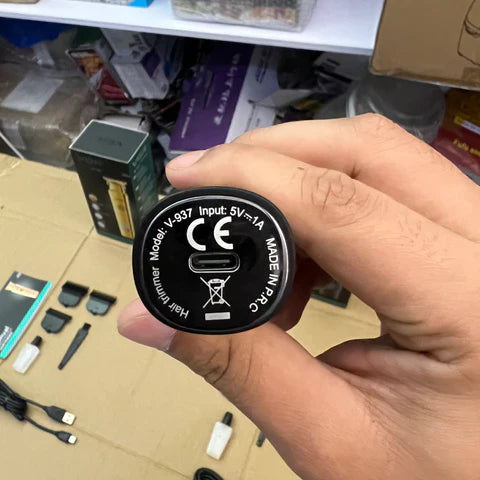 Hair trimmer Model: V-937 Input: 5V⎓1A MADE IN P.R.C
CE